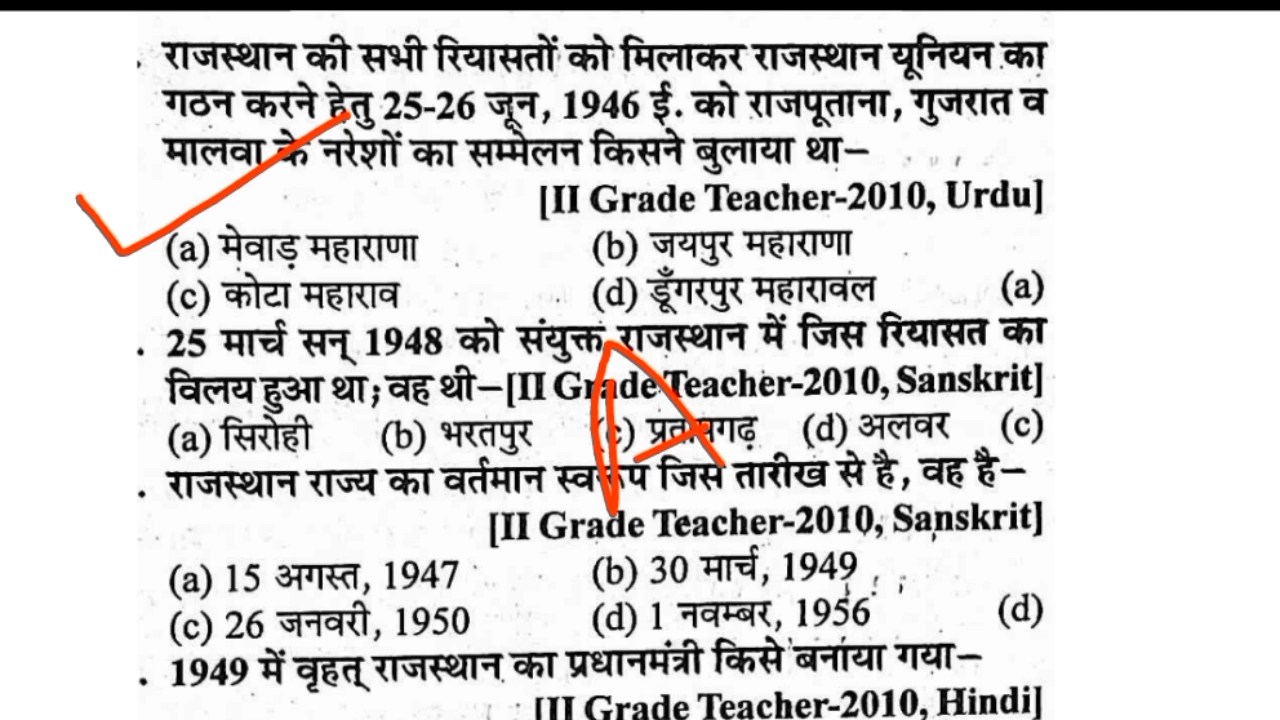 . राजस्थान की सभी रियासतों को मिलाकर राजस्थान यूनियन का
गठन करने हेतु 25-26 जून, 1946 ई. को राजपूताना, गुजरात व
मालवा के नरेशों का सम्मेलन किसने बुलाया था–
[II Grade Teacher-2010, Urdu]
(a) मेवाड़ महाराणा (b) जयपुर महाराणा
(c) कोटा महाराव (d) डूँगरपुर महारावल (a)
. 25 मार्च सन् 1948 को संयुक्त राजस्थान में जिस रियासत का
विलय हुआ था; वह थी–[II Grade Teacher-2010, Sanskrit]
(a) सिरोही (b) भरतपुर (c) प्रतापगढ़ (d) अलवर (c)
. राजस्थान राज्य का वर्तमान स्वरूप जिस तारीख से है, वह है–
[II Grade Teacher-2010, Sanskrit]
(a) 15 अगस्त, 1947 (b) 30 मार्च, 1949
(c) 26 जनवरी, 1950 (d) 1 नवम्बर, 1956 (d)
. 1949 में वृहत् राजस्थान का प्रधानमंत्री किसे बनाया गया–
[II Grade Teacher-2010, Hindi]